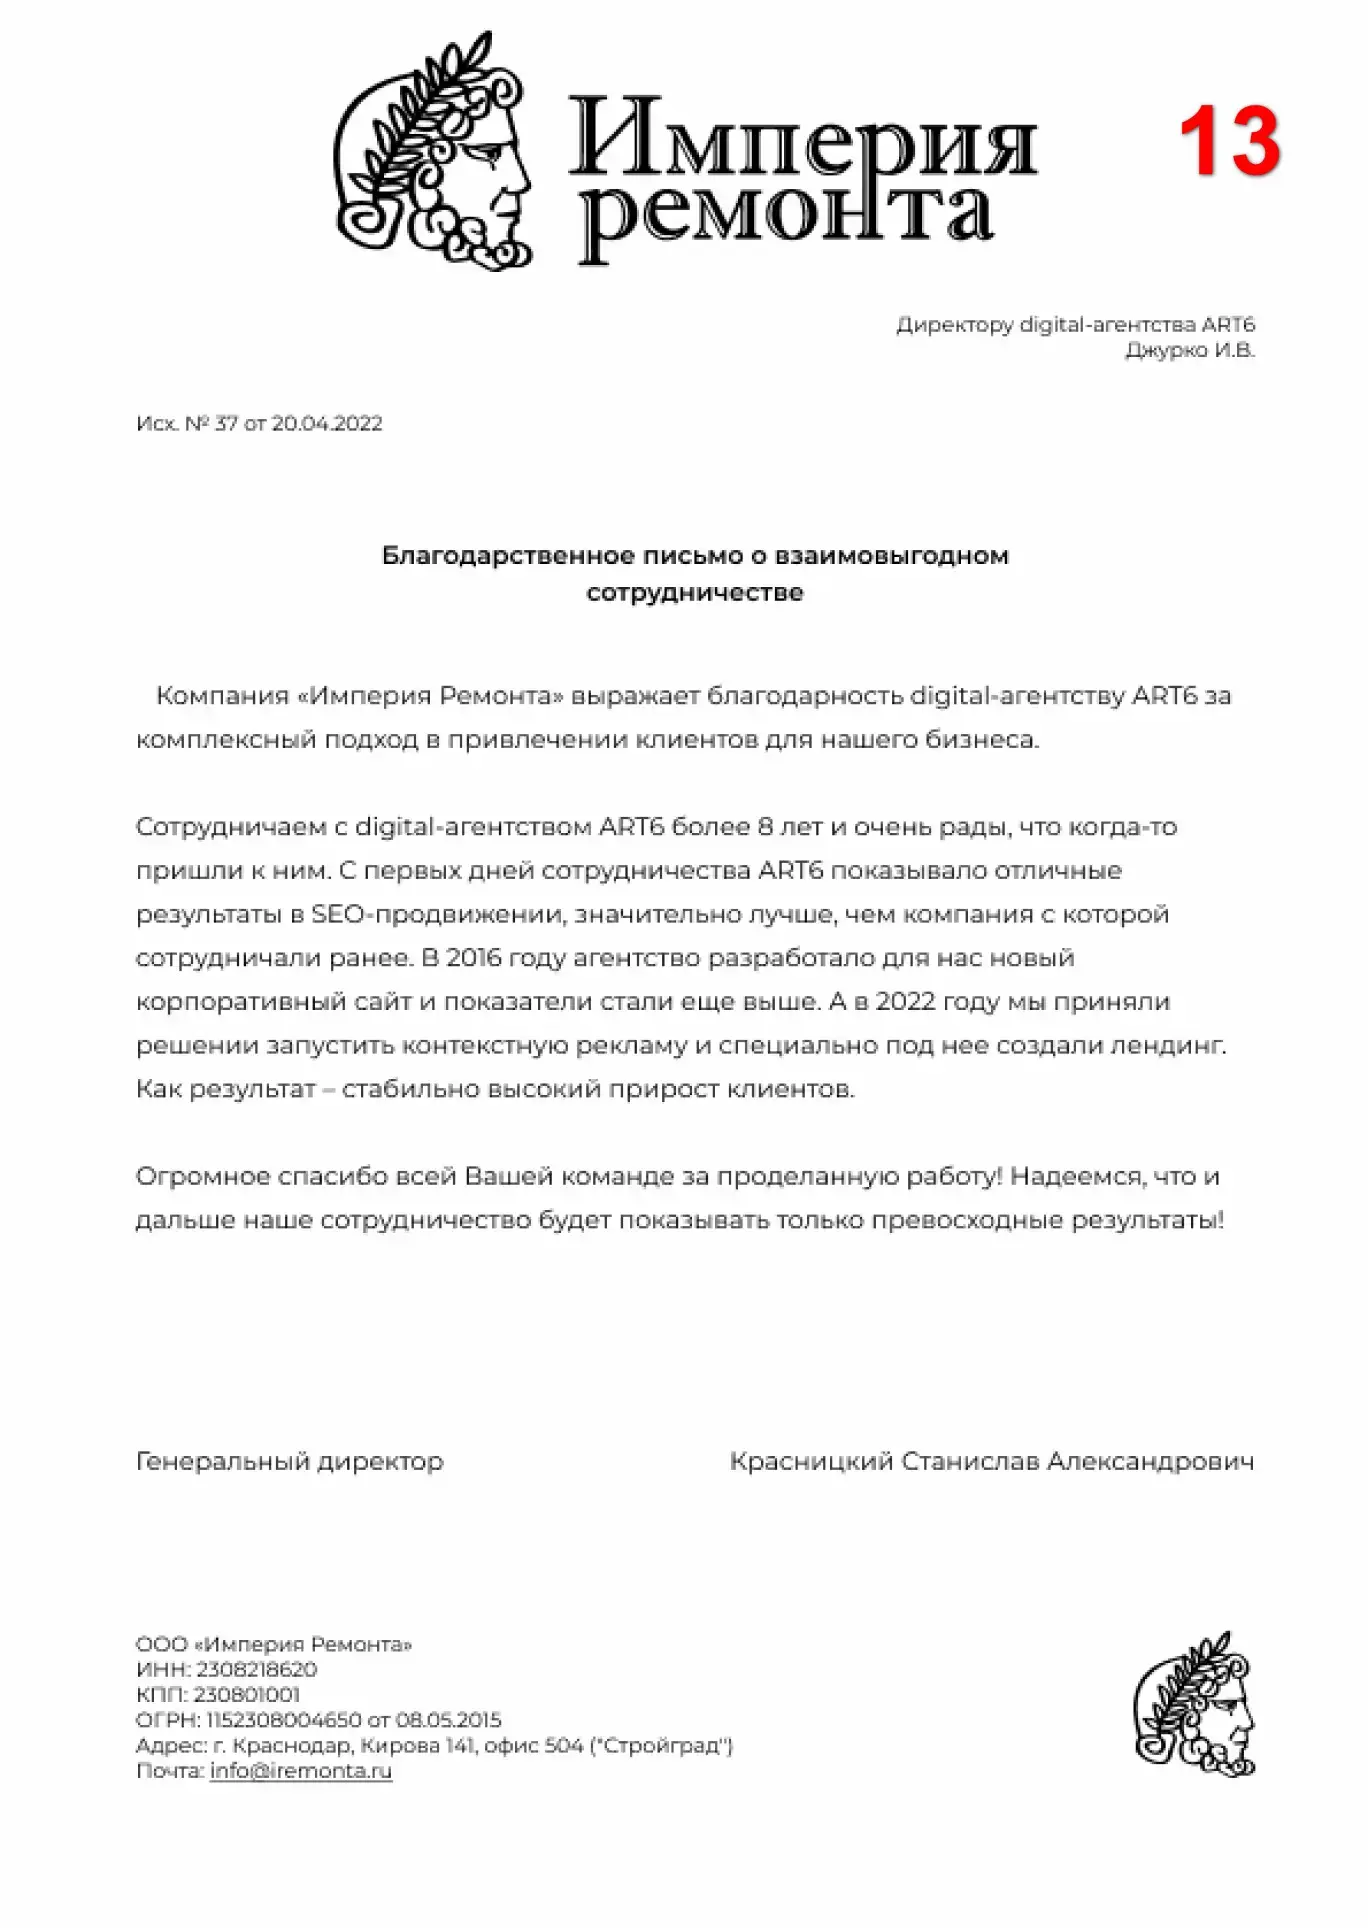 Империя
ремонта
13
Директору digital-агентства ART6
Джурко И.В.
Исх. № 37 от 20.04.2022
Благодарственное письмо о взаимовыгодном
сотрудничестве
Компания «Империя Ремонта» выражает благодарность digital-агентству ART6 за
комплексный подход в привлечении клиентов для нашего бизнеса.
Сотрудничаем с digital-агентством ART6 более 8 лет и очень рады, что когда-то
пришли к ним. С первых дней сотрудничества ART6 показывало отличные
результаты в SEO-продвижении, значительно лучше, чем компания с которой
сотрудничали ранее. В 2016 году агентство разработало для нас новый
корпоративный сайт и показатели стали еще выше. А в 2022 году мы приняли
решении запустить контекстную рекламу и специально под нее создали лендинг.
Как результат – стабильно высокий прирост клиентов.
Огромное спасибо всей Вашей команде за проделанную работу! Надеемся, что и
дальше наше сотрудничество будет показывать только превосходные результаты!
Генеральный директор Красницкий Станислав Александрович
ООО «Империя Ремонта»
ИНН: 2308218620
КПП: 230801001
ОГРН: 1152308004650 от 08.05.2015
Адрес: г. Краснодар, Кирова 141, офис 504 ("Стройград")
Почта: info@iremonta.ru